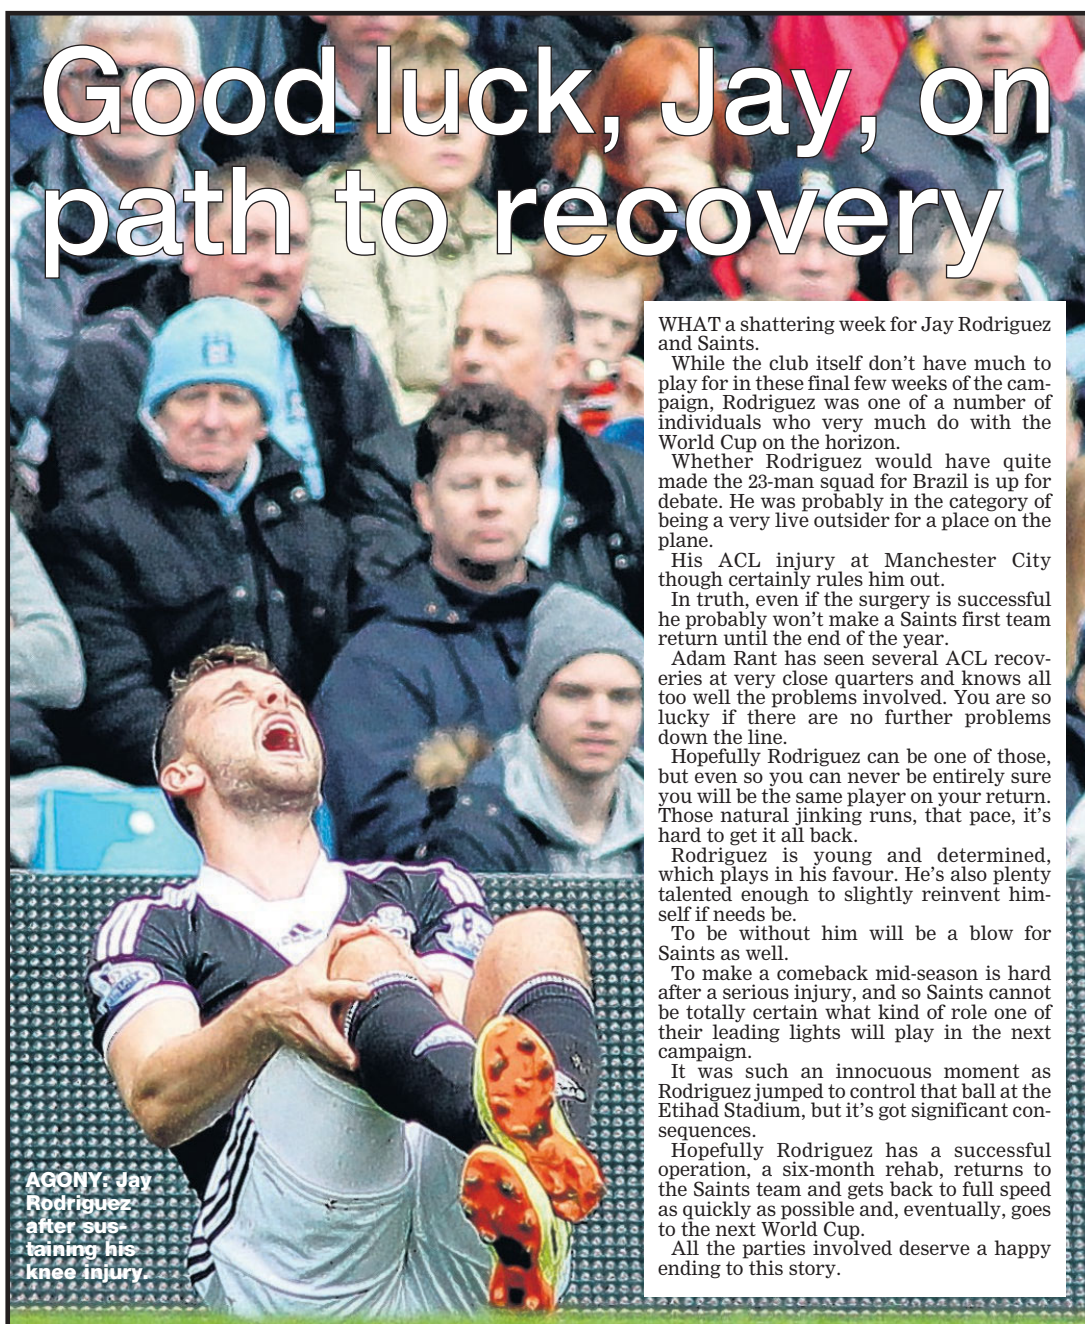 Good luck, Jay, on
path to recovery
WHAT a shattering week for Jay Rodriguez
and Saints.
While the club itself don't have much to
play for in these final few weeks of the cam-
paign, Rodriguez was one of a number of
individuals who very much do with the
World Cup on the horizon.
Whether Rodriguez would have quite
made the 23-man squad for Brazil is up for
debate. He was probably in the category of
being a very live outsider for a place on the
plane.
His ACL injury at Manchester City
though certainly rules him out.
In truth, even if the surgery is successful
he probably won't make a Saints first team
return until the end of the year.
Adam Rant has seen several ACL recov-
eries at very close quarters and knows all
too well the problems involved. You are so
lucky if there are no further problems
down the line.
Hopefully Rodriguez can be one of those,
but even so you can never be entirely sure
you will be the same player on your return.
Those natural jinking runs, that pace, it's
hard to get it all back.
Rodriguez is young and determined,
which plays in his favour. He's also plenty
talented enough to slightly reinvent him-
self if needs be.
To be without him will be a blow for
Saints as well.
To make a comeback mid-season is hard
after a serious injury, and so Saints cannot
be totally certain what kind of role one of
their leading lights will play in the next
campaign.
It was such an innocuous moment as
Rodriguez jumped to control that ball at the
Etihad Stadium, but it's got significant con-
sequences.
Hopefully Rodriguez has a successful
operation, a six-month rehab, returns to
the Saints team and gets back to full speed
as quickly as possible and, eventually, goes
to the next World Cup.
All the parties involved deserve a happy
ending to this story.
AGONY: Jay
Rodriguez
after sus-
taining his
knee injury.